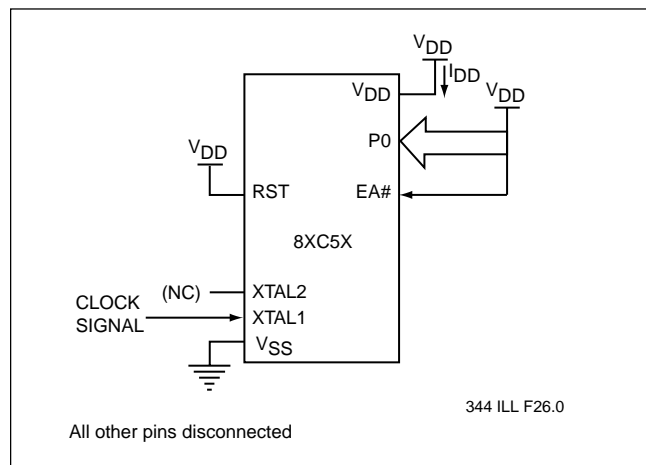 VDD
IDD
VDD
VDD
P0
VDD
RST
EA#
8XC5X
(NC)
XTAL2
CLOCK
SIGNAL
XTAL1
VSS
344 ILL F26.0
All other pins disconnected